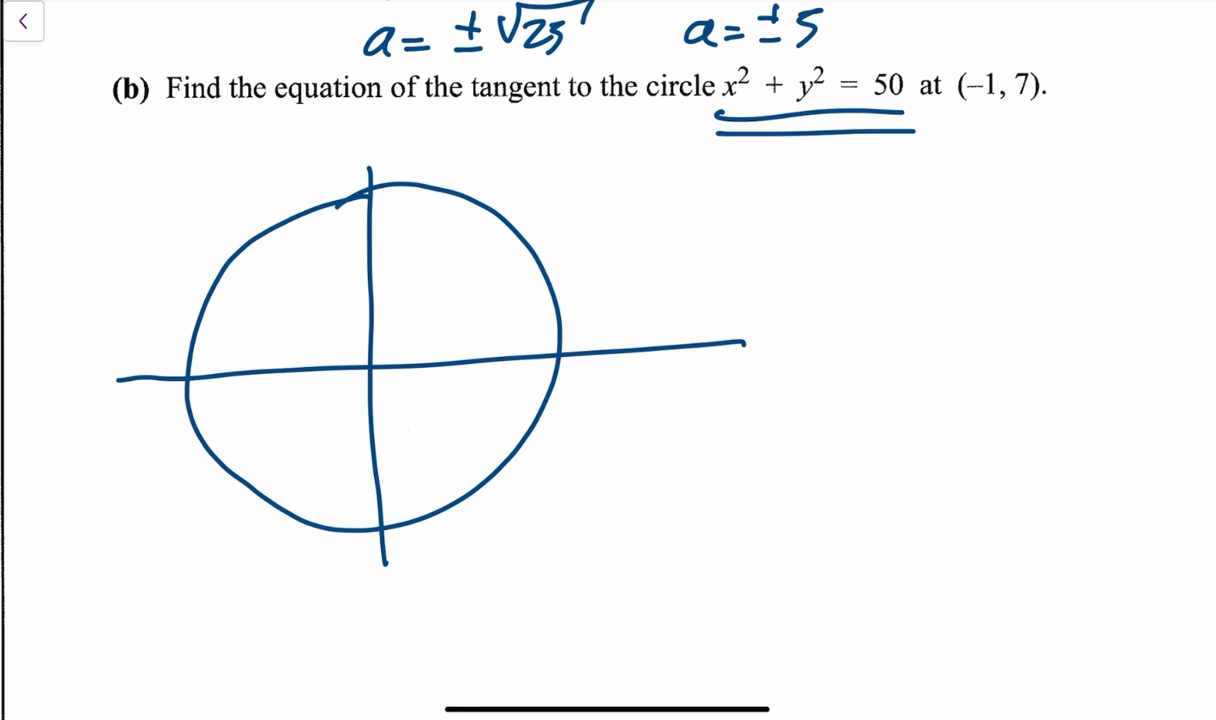 a = ± √25 a = ± 5
(b) Find the equation of the tangent to the circle x² + y² = 50 at (–1, 7).